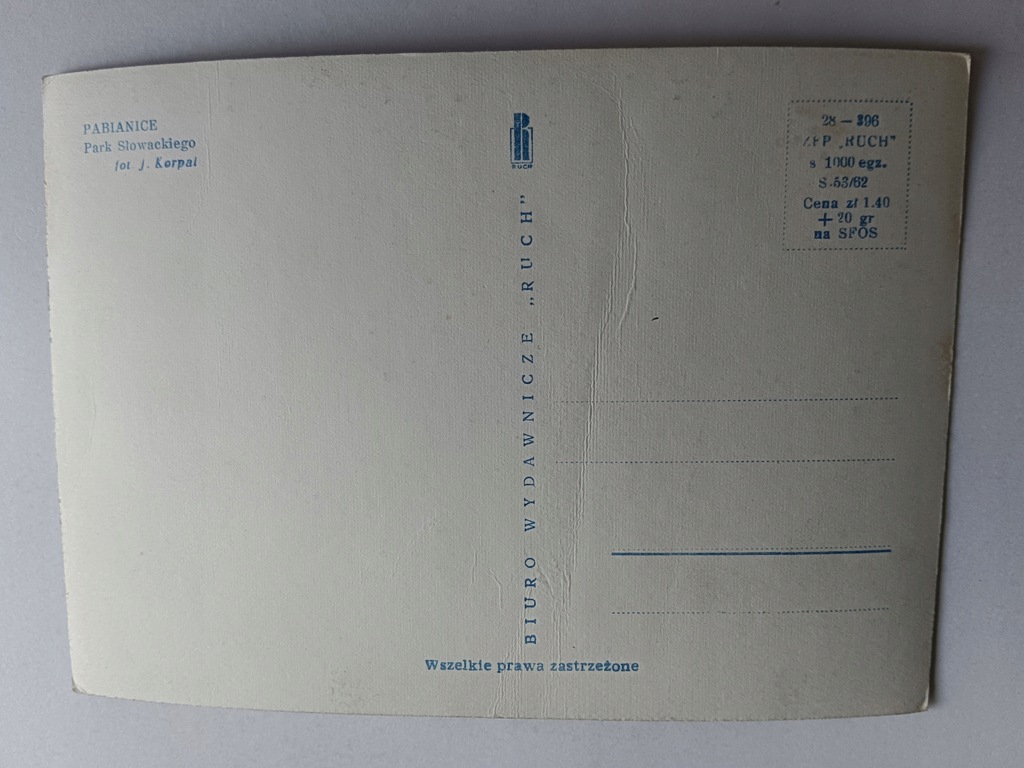 PABIANICE
Park Słowackiego
fot. J. Korpal
RUCH
BIURO WYDAWNICZE „RUCH”
28 — 396
ZFP „RUCH”
s 1000 egz.
S-53/62
Cena zł 1.40
+ 20 gr
na SFOS
Wszelkie prawa zastrzeżone